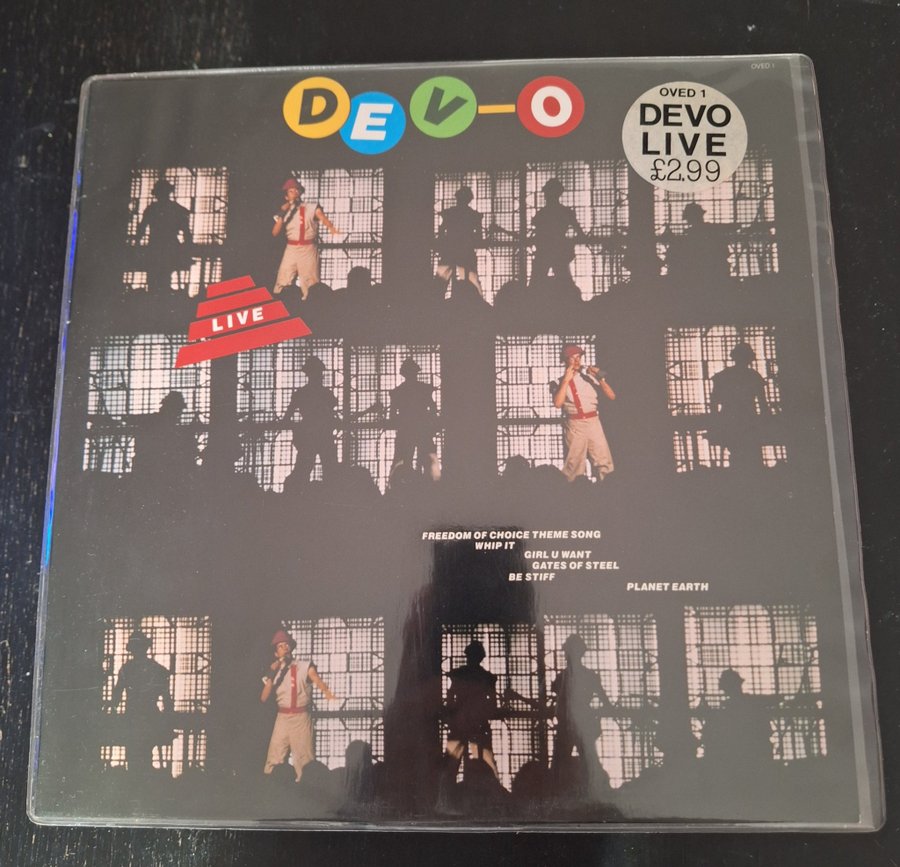 OVED 1
DEV-O
OVED 1
DEVO
LIVE
£2.99
LIVE
FREEDOM OF CHOICE THEME SONG
WHIP IT
GIRL U WANT
GATES OF STEEL
BE STIFF
PLANET EARTH